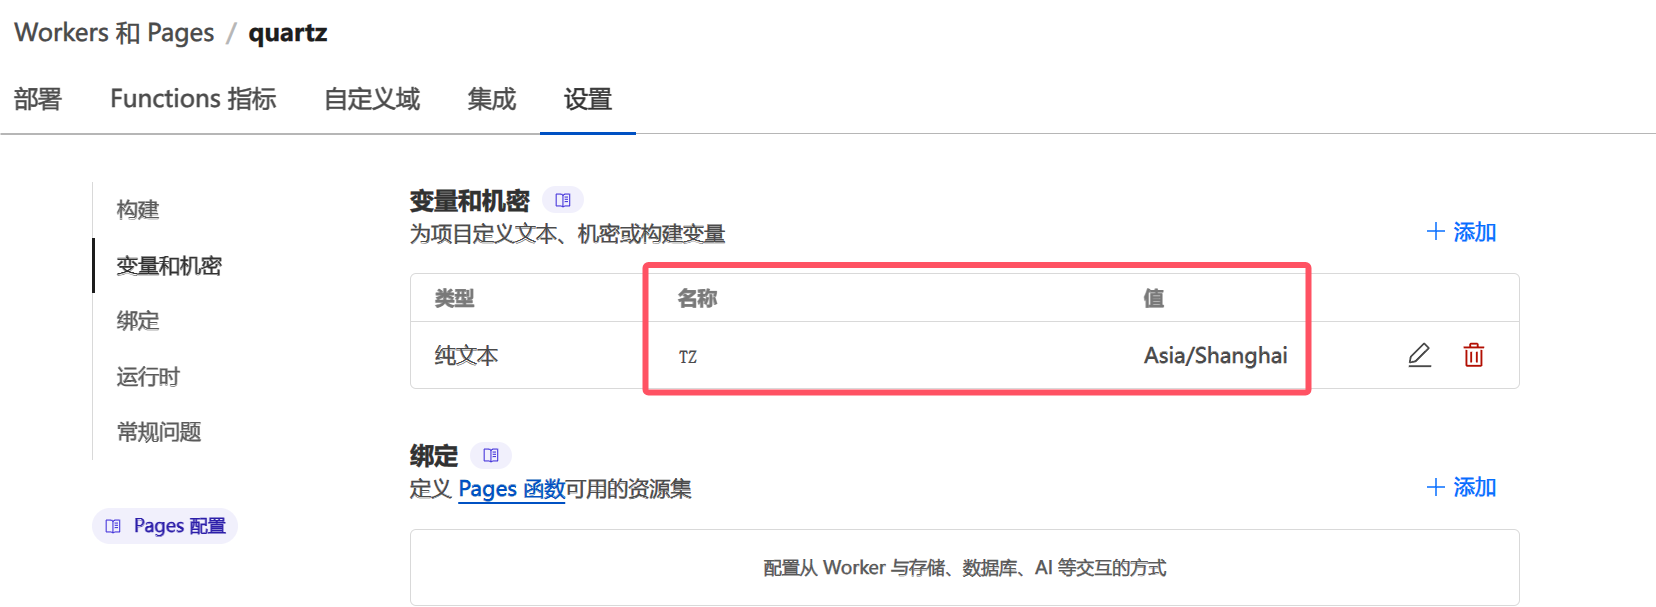 Workers 和 Pages / quartz
部署 Functions 指标 自定义域 集成 设置
构建
变量和机密
绑定
运行时
常规问题
Pages 配置
变量和机密
为项目定义文本、机密或构建变量
+ 添加
类型 名称 值
纯文本 TZ Asia/Shanghai
绑定
定义 Pages 函数可用的资源集
+ 添加
配置从 Worker 与存储、数据库、AI 等交互的方式